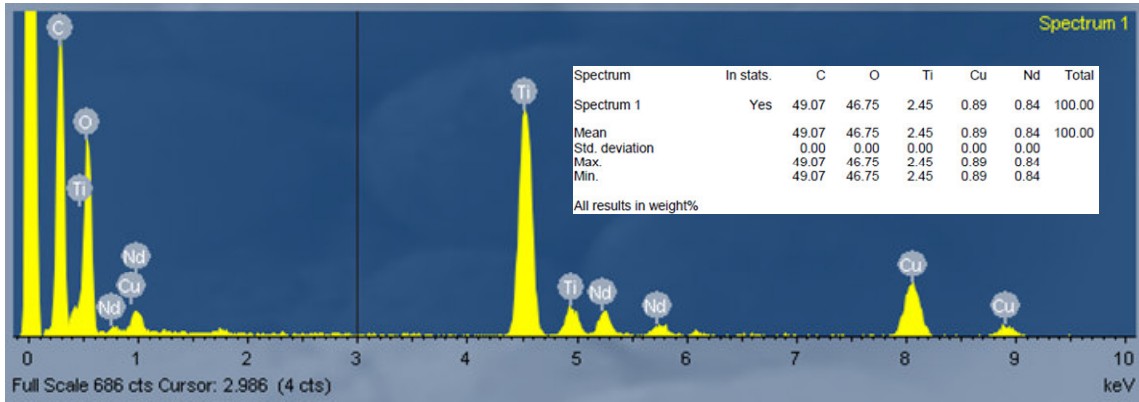 Spectrum 1
Spectrum In stats. C O Ti Cu Nd Total
Spectrum 1 Yes 49.07 46.75 2.45 0.89 0.84 100.00
Mean 49.07 46.75 2.45 0.89 0.84 100.00
Std. deviation 0.00 0.00 0.00 0.00 0.00
Max. 49.07 46.75 2.45 0.89 0.84
Min. 49.07 46.75 2.45 0.89 0.84
All results in weight%
C
O
Ti
Nd
Cu
Nd
Ti
Ti
Nd
Nd
Cu
Cu
0 1 2 3 4 5 6 7 8 9 10
Full Scale 686 cts Cursor: 2.986 (4 cts) keV